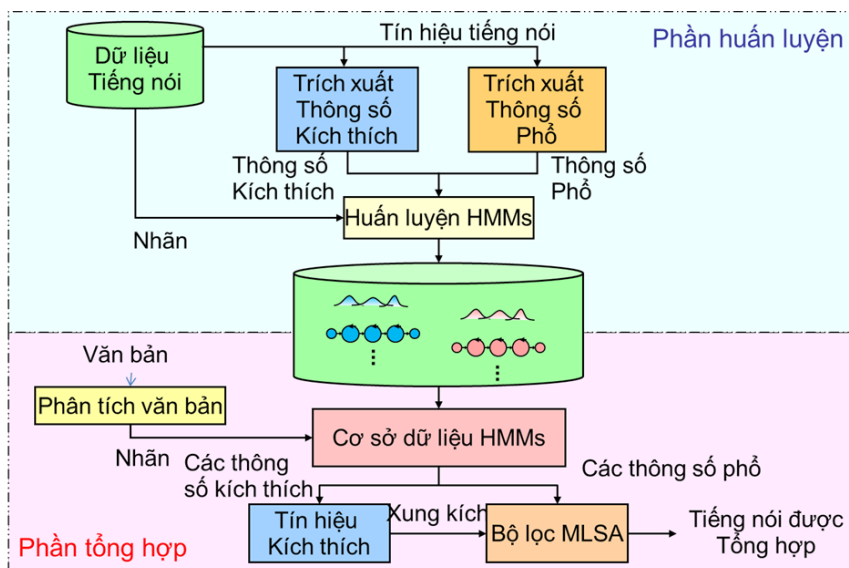 Tín hiệu tiếng nói
Phần huấn luyện
Dữ liệu
Tiếng nói
Trích xuất
Thông số
Kích thích
Trích xuất
Thông số
Phổ
Thông số
Kích thích
Thông số
Phổ
Huấn luyện HMMs
Nhãn
Văn bản
Phân tích văn bản
Nhãn
Cơ sở dữ liệu HMMs
Các thông
số kích thích
Các thông số phổ
Tín hiệu
Kích thích
Xung kích
Bộ lọc MLSA
Tiếng nói được
Tổng hợp
Phần tổng hợp